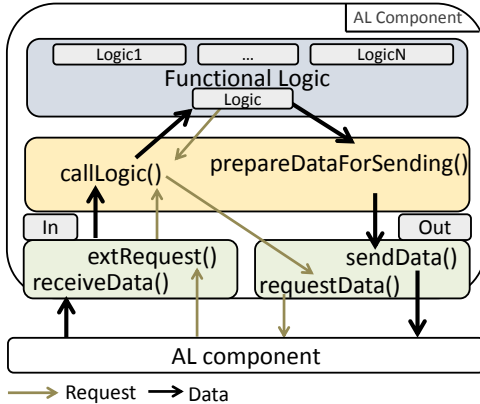 AL Component
Logic1
...
LogicN
Functional Logic
Logic
prepareDataForSending()
callLogic()
In
Out
extRequest()
sendData()
receiveData()
requestData()
AL component
Request
Data